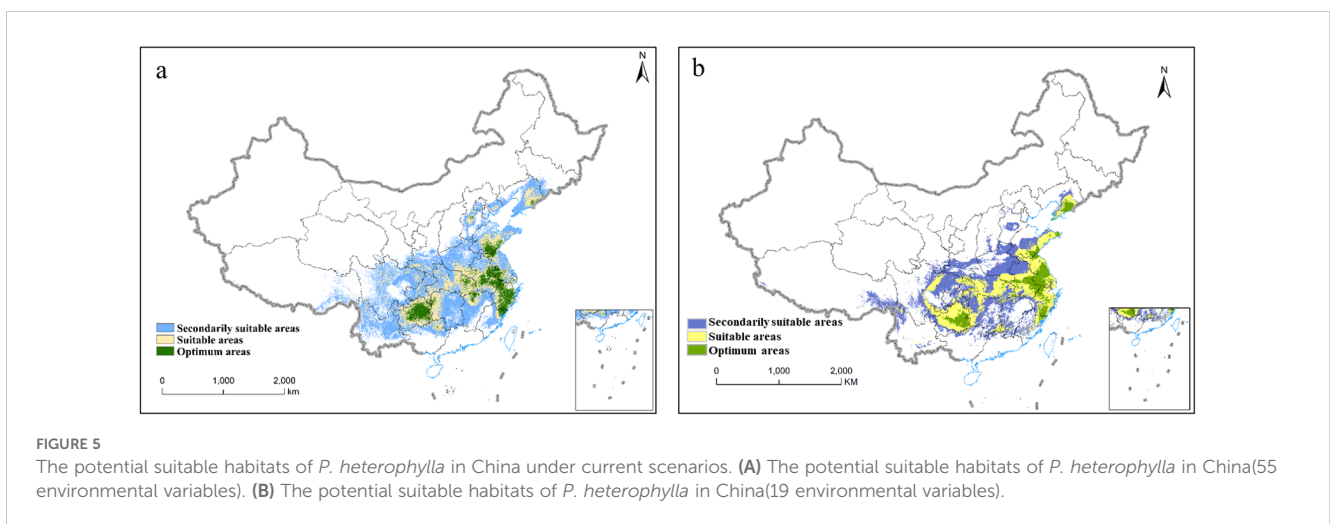 a
N
Secondarily suitable areas
Suitable areas
Optimum areas
0 1,000 2,000
km
b
N
Secondarily suitable areas
Suitable areas
Optimum areas
0 1,000 2,000
KM
FIGURE 5
The potential suitable habitats of P. heterophylla in China under current scenarios. (A) The potential suitable habitats of P. heterophylla in China(55
environmental variables). (B) The potential suitable habitats of P. heterophylla in China(19 environmental variables).